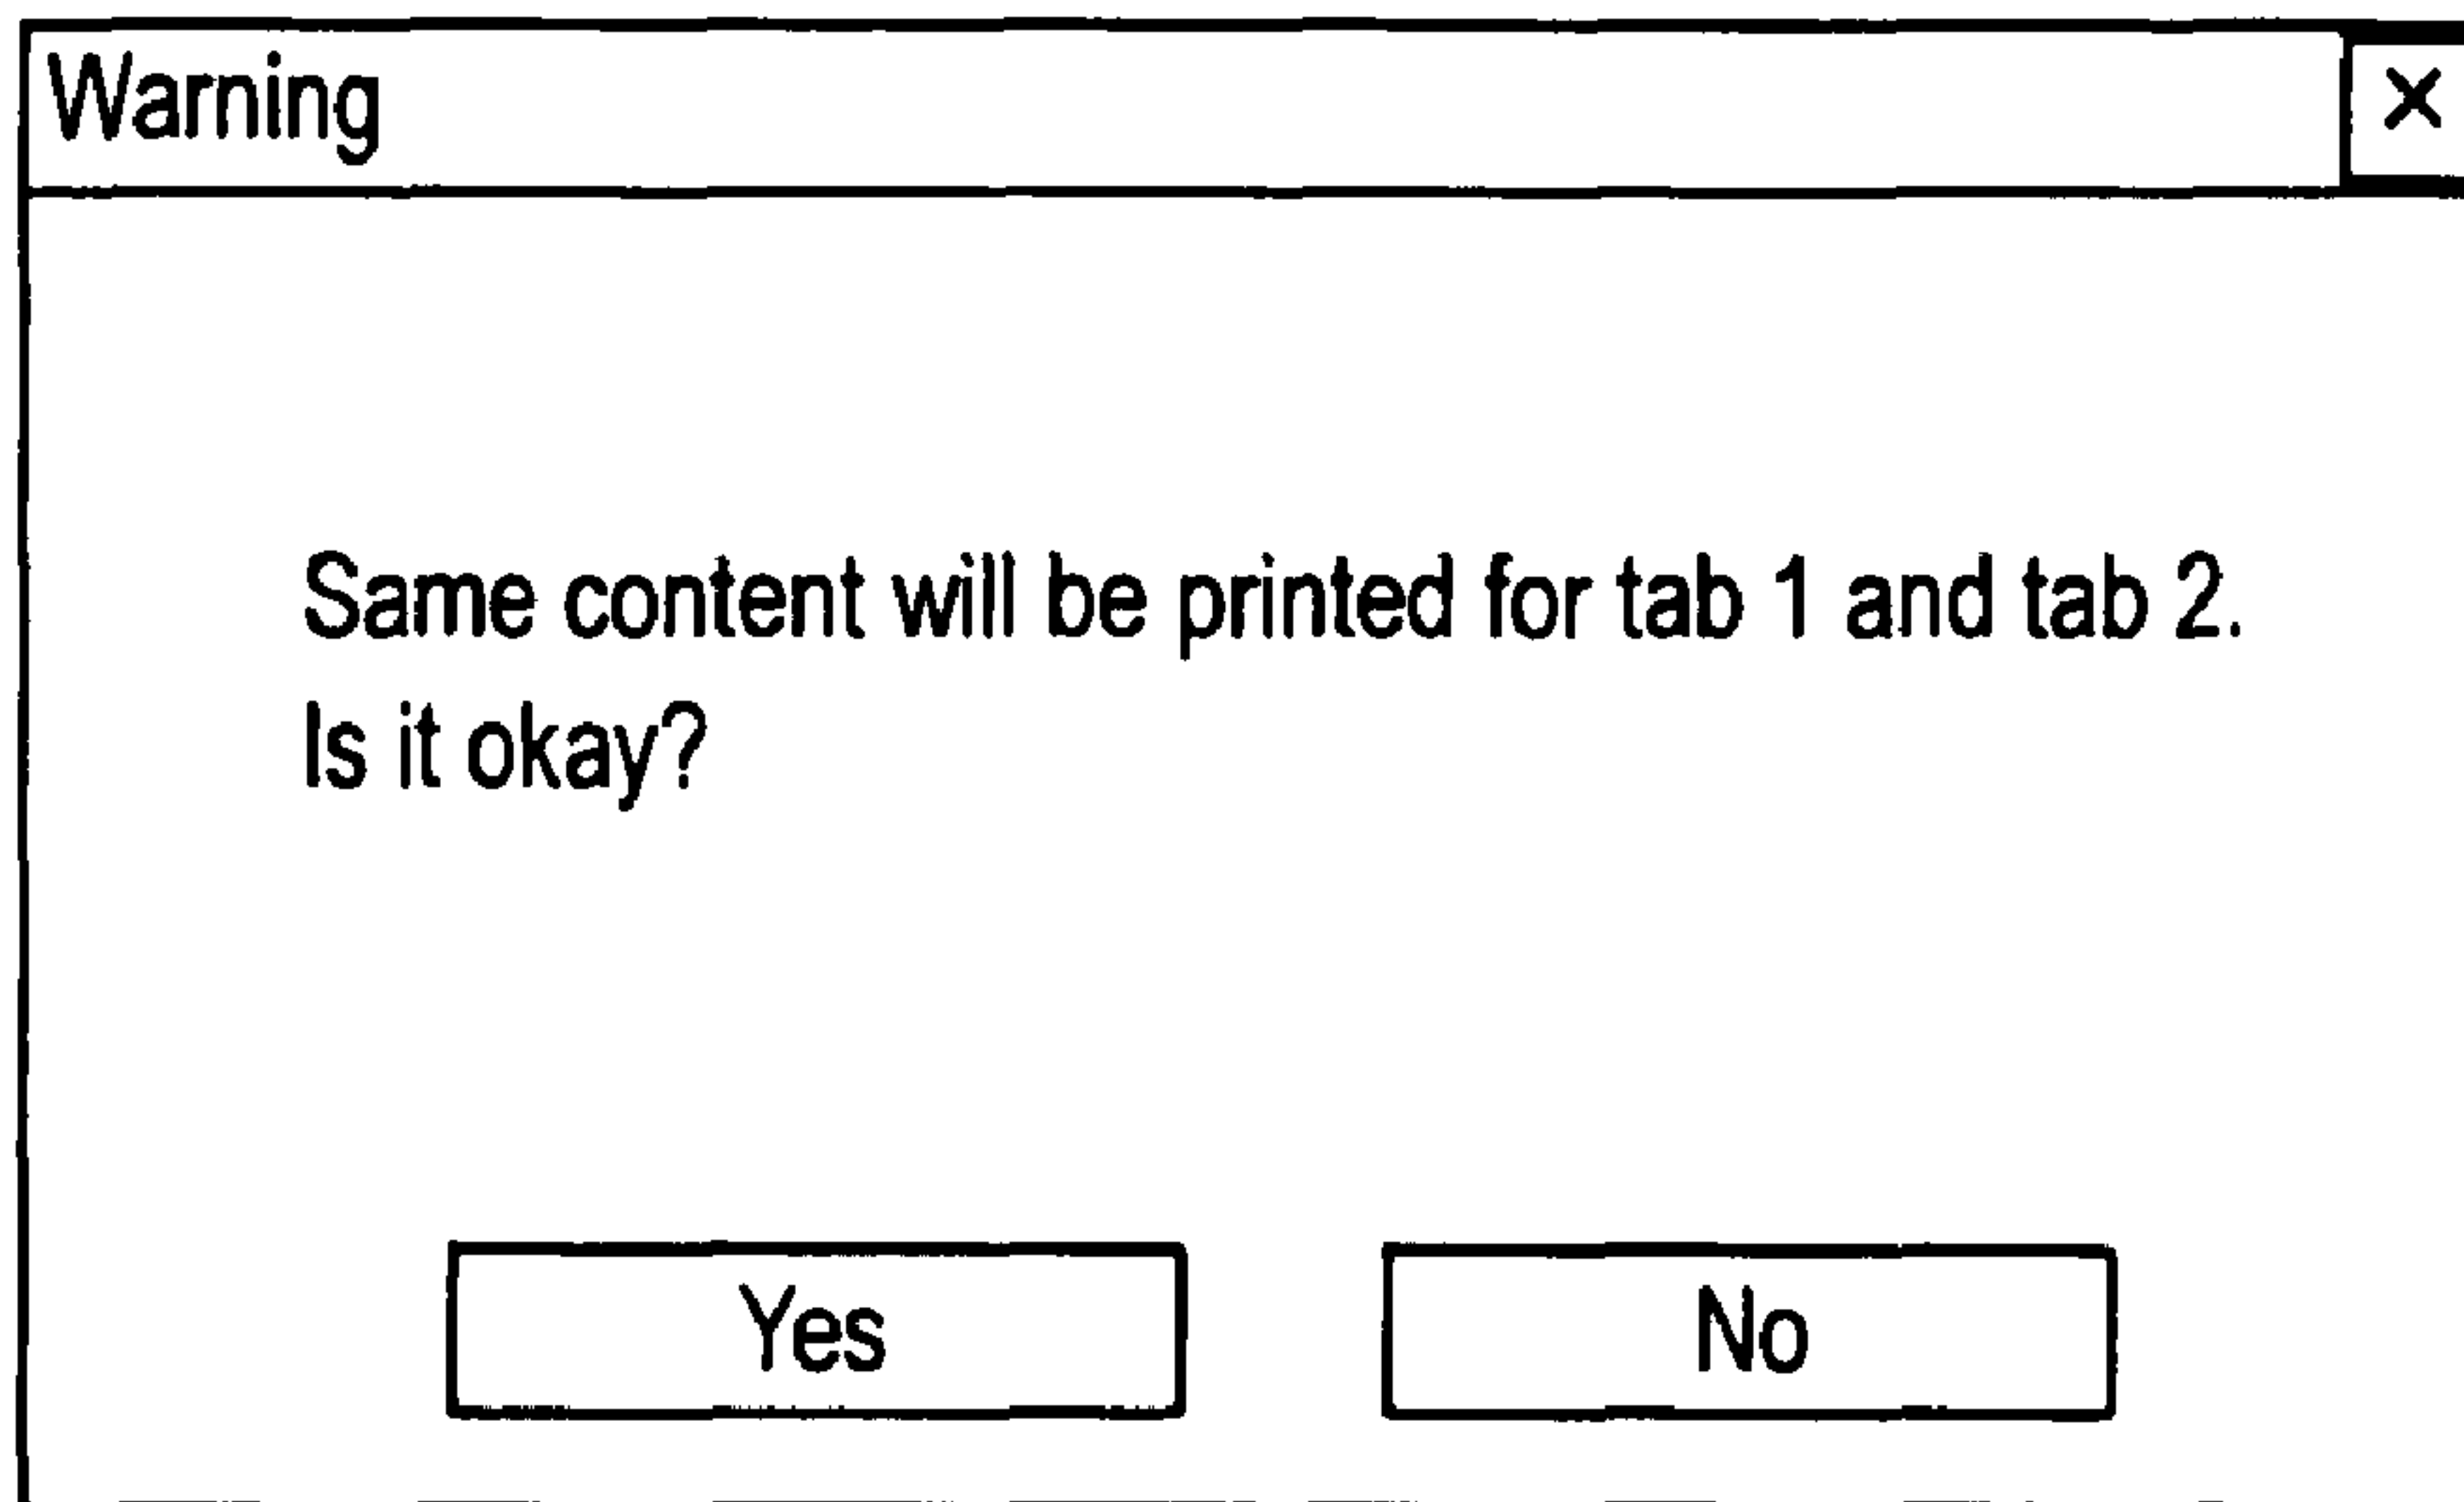 Warning ×
Same content will be printed for tab 1 and tab 2.
Is it okay?
Yes No